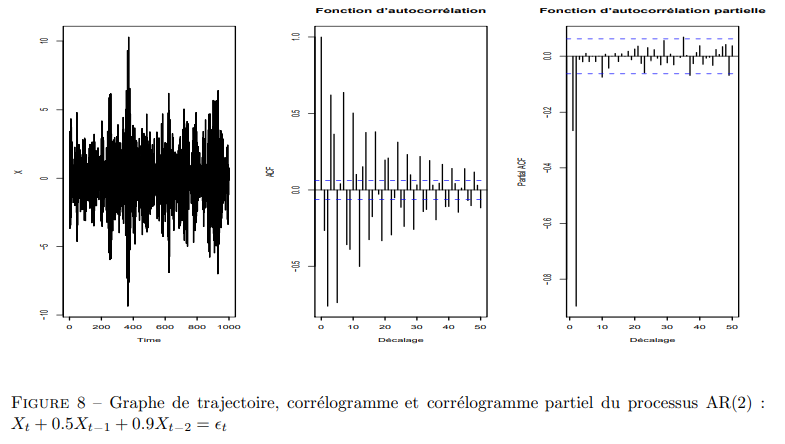 Fonction d'autocorrélation
Fonction d'autocorrélation partielle
10
5
0
-5
-10
X
0 200 400 600 800 1000
Time
1.0
0.5
0.0
-0.5
ACF
0 10 20 30 40 50
Décalage
0.0
-0.2
-0.4
-0.6
-0.8
Partial ACF
0 10 20 30 40 50
Décalage
FIGURE 8 – Graphe de trajectoire, corrélogramme et corrélogramme partiel du processus AR(2) :
X_t + 0.5X_{t−1} + 0.9X_{t−2} = ϵ_t